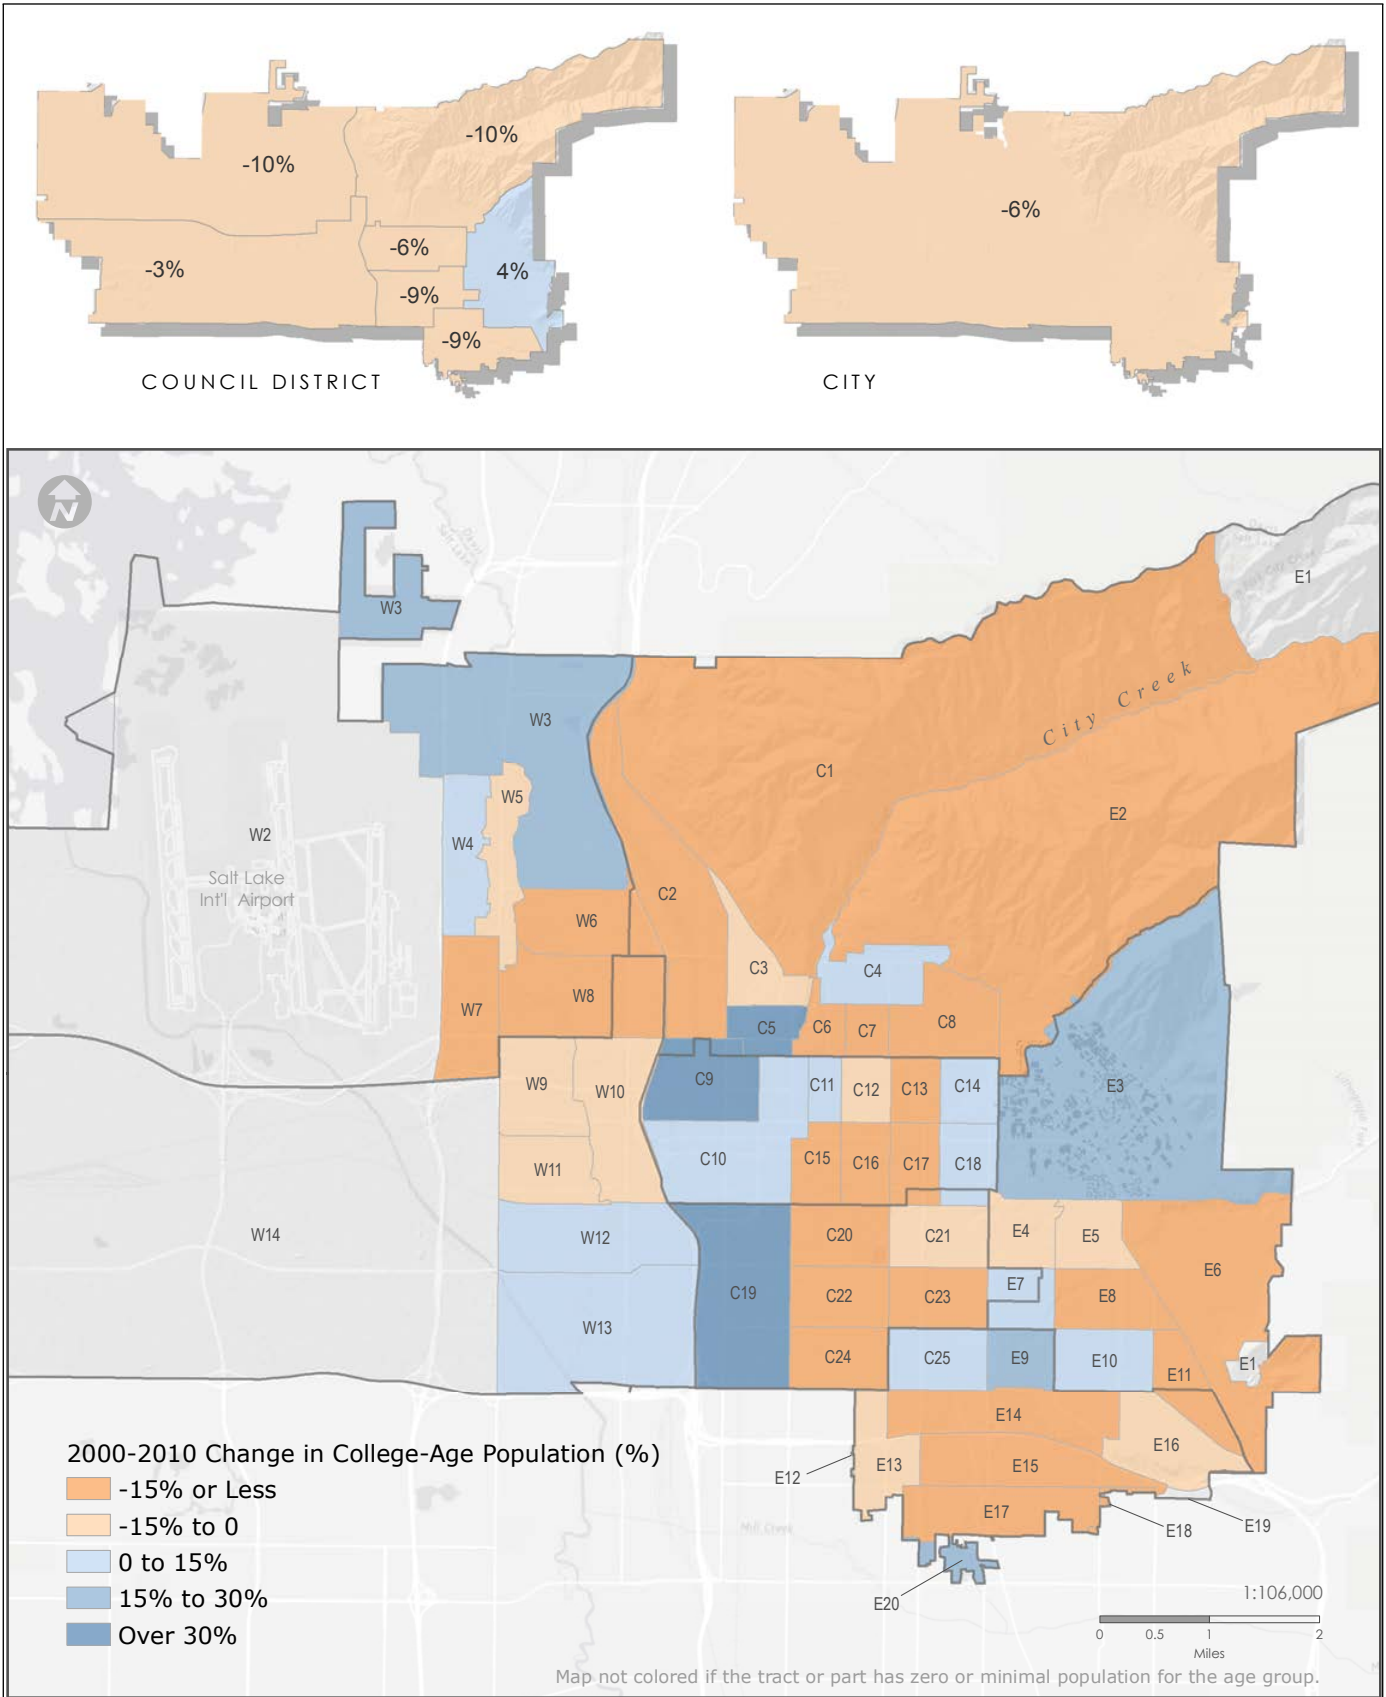 -10%
-10%
-6%
-3%
4%
-9%
-9%
COUNCIL DISTRICT
-6%
CITY
N
W3
E1
City Creek
W3
C1
W5
E2
W2
W4
Salt Lake
Int'l Airport
C2
W6
C3
C4
W8
W7
C5
C6
C7
C8
W9
W10
C9
C11
C12
C13
C14
E3
W11
C10
C15
C16
C17
C18
W14
W12
C20
C21
E4
E5
E6
C19
E7
C22
C23
E8
W13
C24
C25
E9
E10
E1
E11
E14
E16
E12
E13
E15
E17
E18
E19
Mill Creek
E20
2000-2010 Change in College-Age Population (%)
-15% or Less
-15% to 0
0 to 15%
15% to 30%
Over 30%
1:106,000
0 0.5 1 2
Miles
Map not colored if the tract or part has zero or minimal population for the age group.